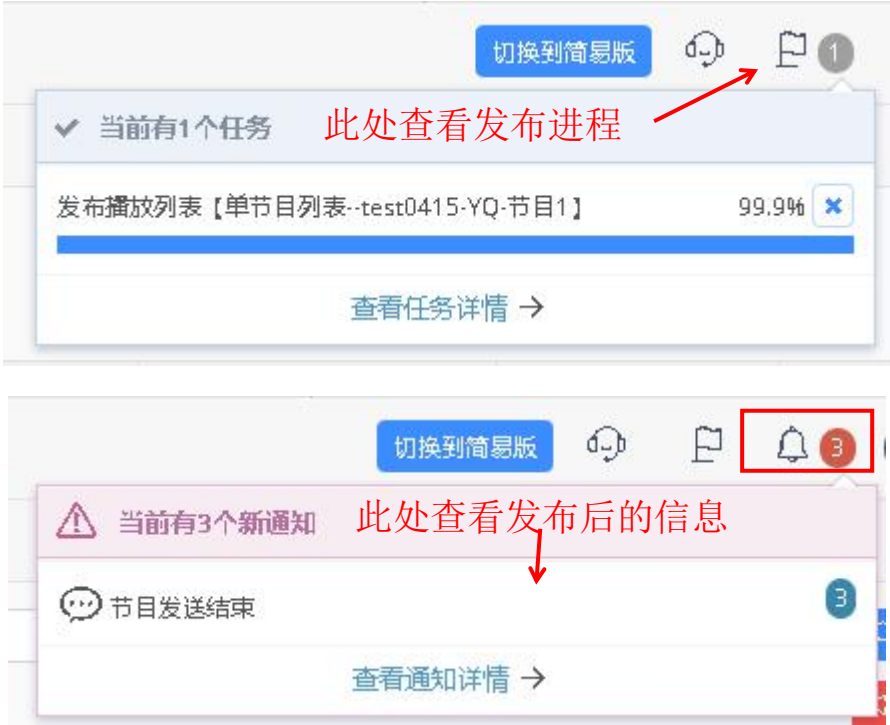 切换到简易版 1
当前有1个任务 此处查看发布进程
发布播放列表【单节目列表--test0415-YQ-节目1】 99.9%
查看任务详情 →
切换到简易版 3
当前有3个新通知 此处查看发布后的信息
节目发送结束 3
查看通知详情 →